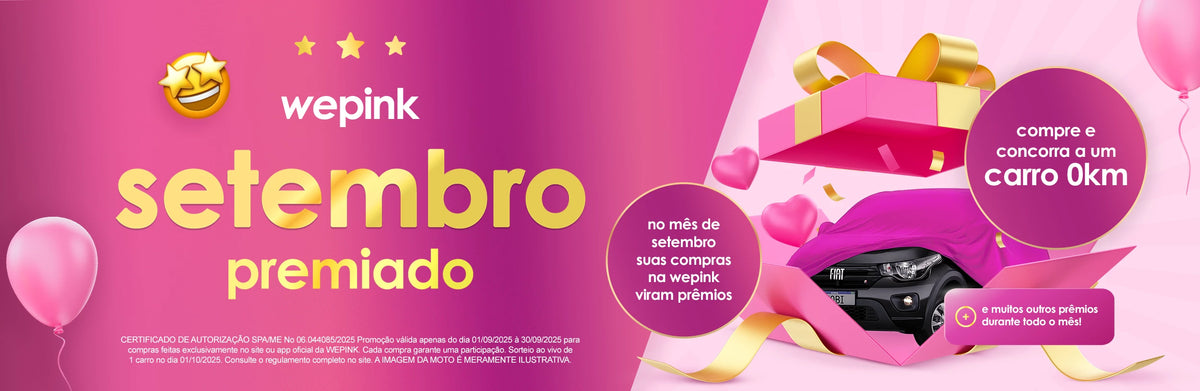 wepink
setembro
premiado
CERTIFICADO DE AUTORIZAÇÃO SPA/ME No 06.044085/2025 Promoção válida apenas do dia 01/09/2025 à 30/09/2025 para
compras feitas exclusivamente no site ou app oficial da WEPINK. Cada compra garante uma participação. Sorteio ao vivo de
1 carro no dia 01/10/2025. Consulte o regulamento completo no site. A IMAGEM DA MOTO É MERAMENTE ILUSTRATIVA.
no mês de
setembro
suas compras
na wepink
viram prêmios
compre e
concorra a um
carro 0km
FIAT
OBI
+ e muitos outros prêmios
durante todo o mês!